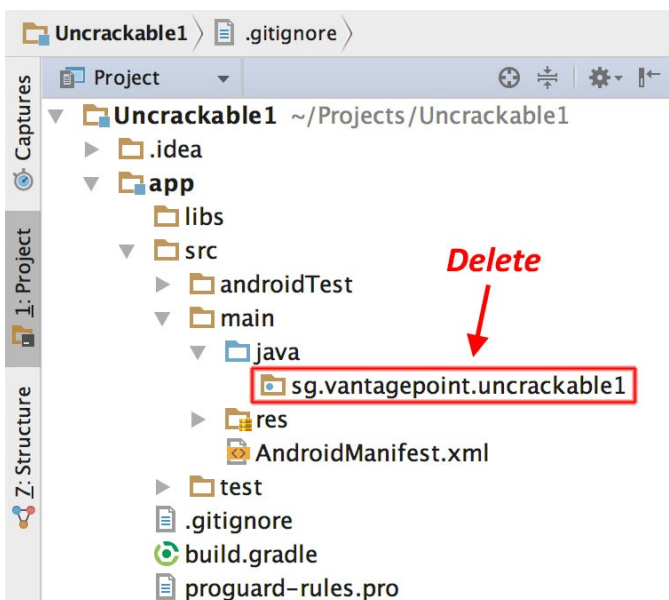 Uncrackable1 .gitignore
Project
Uncrackable1 ~/Projects/Uncrackable1
.idea
app
libs
src
Delete
androidTest
main
java
sg.vantagepoint.uncrackable1
res
AndroidManifest.xml
test
.gitignore
build.gradle
proguard-rules.pro
Captures
1: Project
Z: Structure